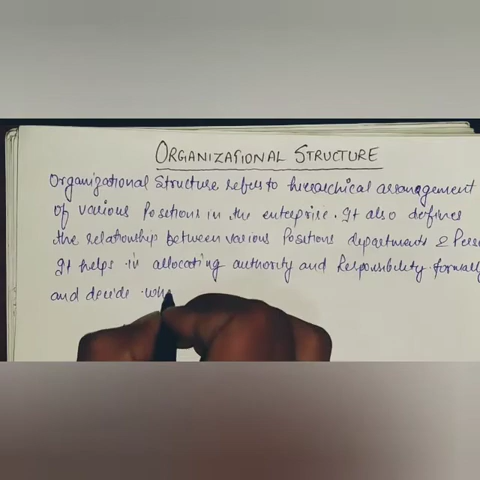 ORGANIZATIONAL STRUCTURE
Organizational Structure refers to hierarchical arrangement
of various Positions in the enterprise. It also defines
the relationship between various Positions departments &
It helps in allocating authority and Responsibility formally
and decide